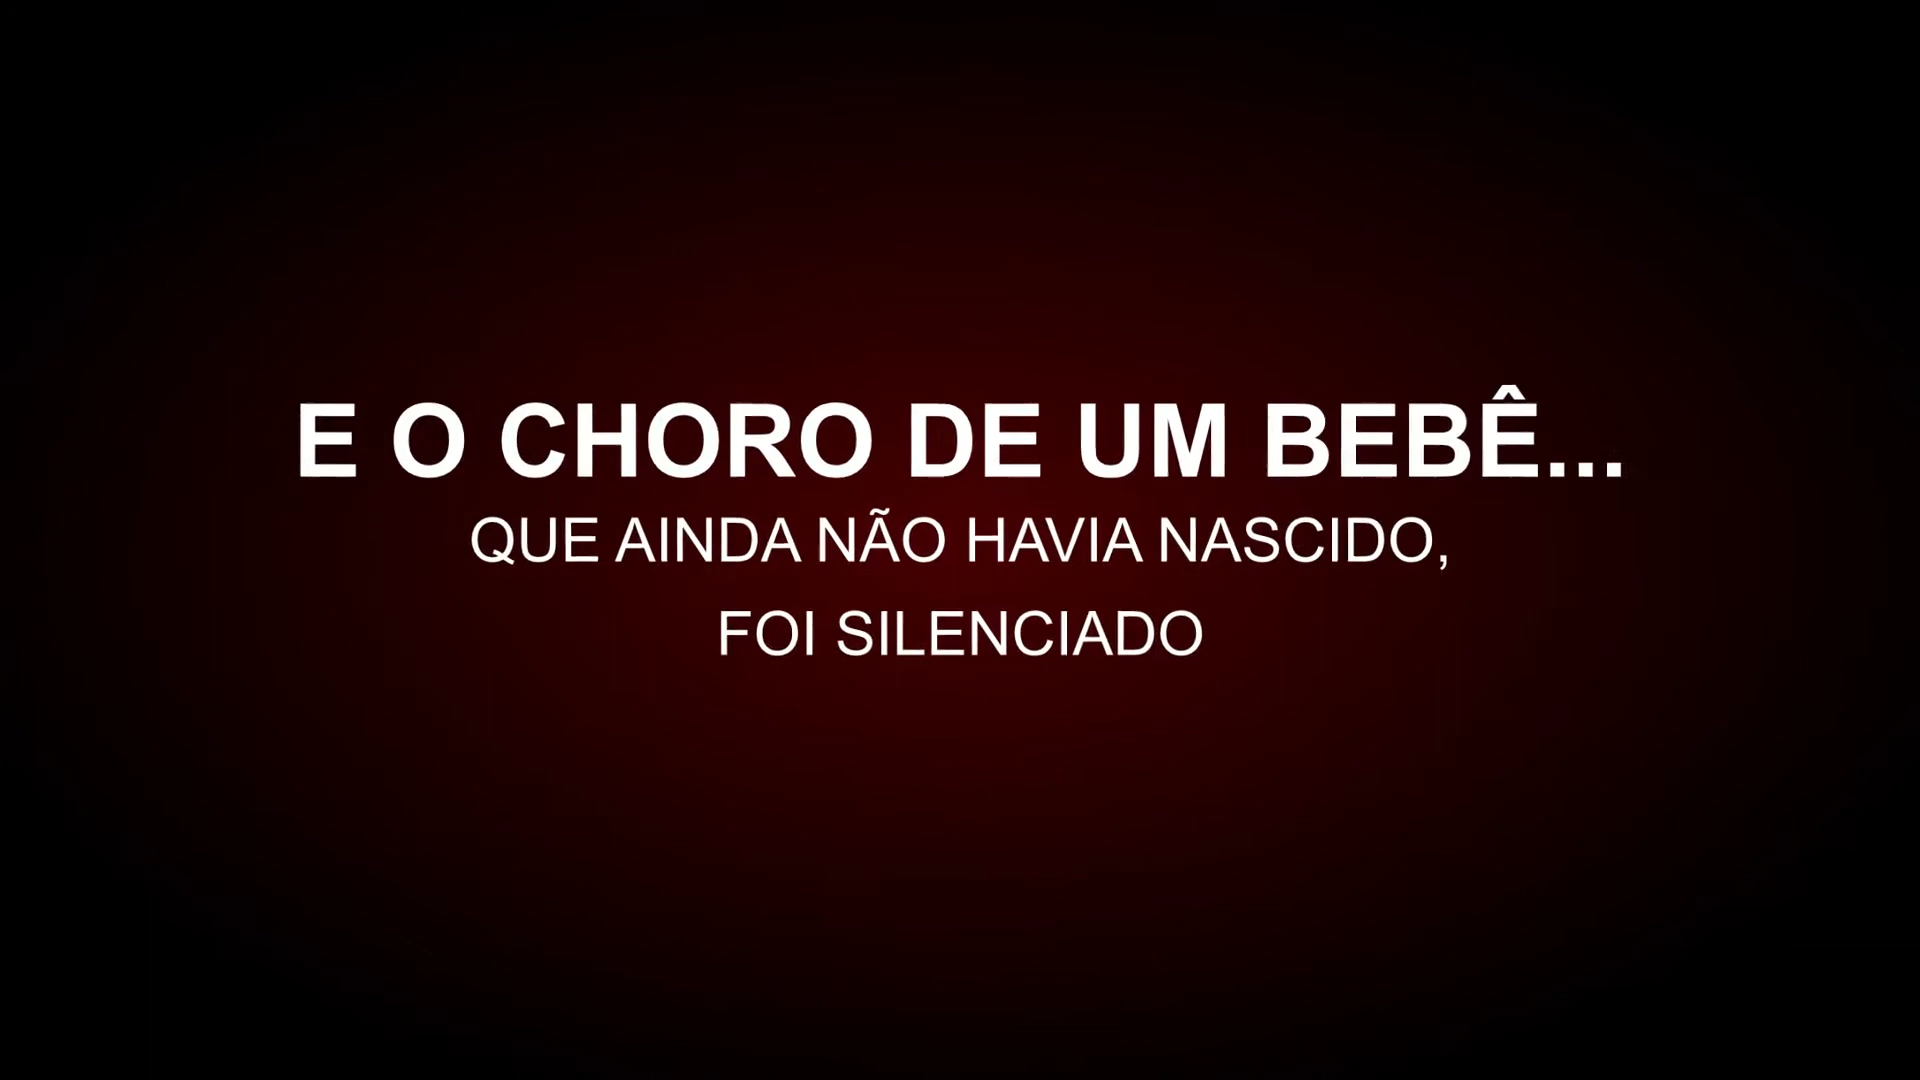 E O CHORO DE UM BEBÊ...
QUE AINDA NÃO HAVIA NASCIDO,
FOI SILENCIADO